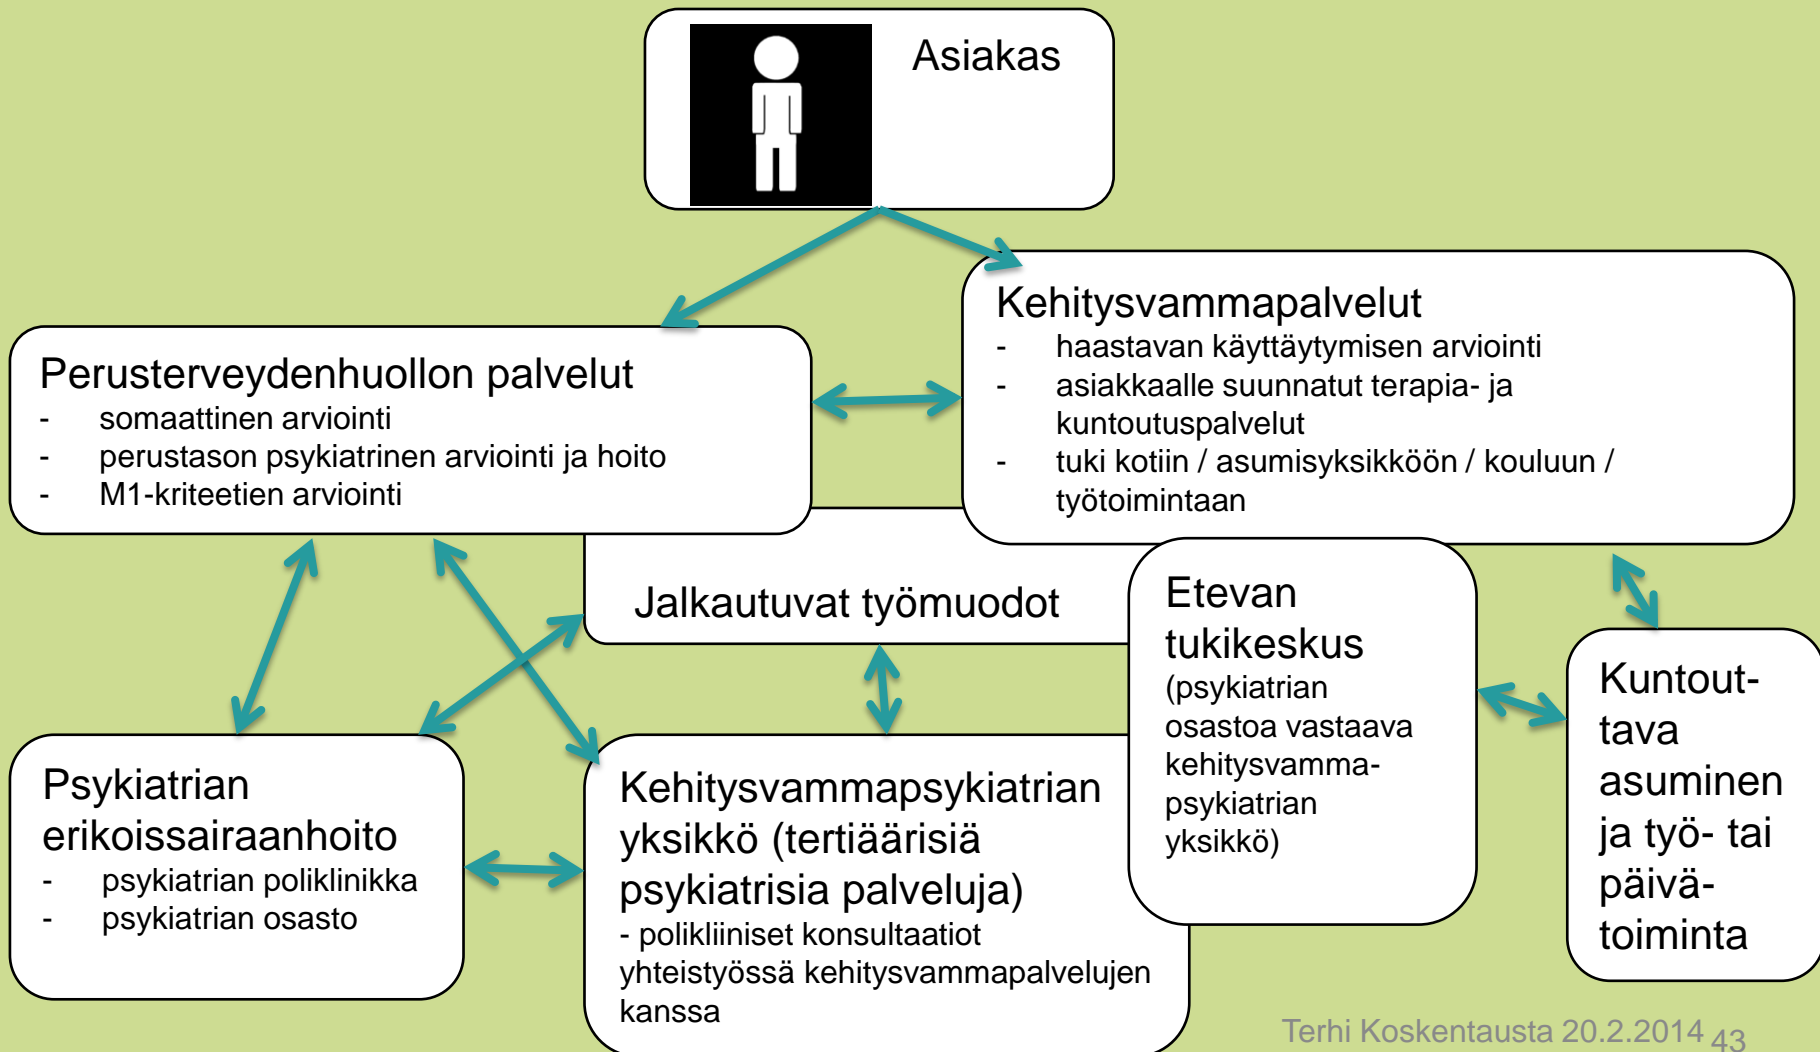 Asiakas
Kehitysvammapalvelut
- haastavan käyttäytymisen arviointi
- asiakkaalle suunnatut terapia- ja
kuntoutuspalvelut
- tuki kotiin / asumisyksikköön / kouluun /
työtoimintaan
Perusterveydenhuollon palvelut
- somaattinen arviointi
- perustason psykiatrinen arviointi ja hoito
- M1-kriteetien arviointi
Jalkautuvat työmuodot
Etevan
tukikeskus
(psykiatrian
osastoa vastaava
kehitysvamma-
psykiatrian
yksikkö)
Kuntout-
tava
asuminen
ja työ- tai
päivä-
toiminta
Psykiatrian
erikoissairaanhoito
- psykiatrian poliklinikka
- psykiatrian osasto
Kehitysvammapsykiatrian
yksikkö (tertiäärisiä
psykiatrisia palveluja)
- polikliiniset konsultaatiot
yhteistyössä kehitysvammapalvelujen
kanssa
Terhi Koskentausta 20.2.2014 43